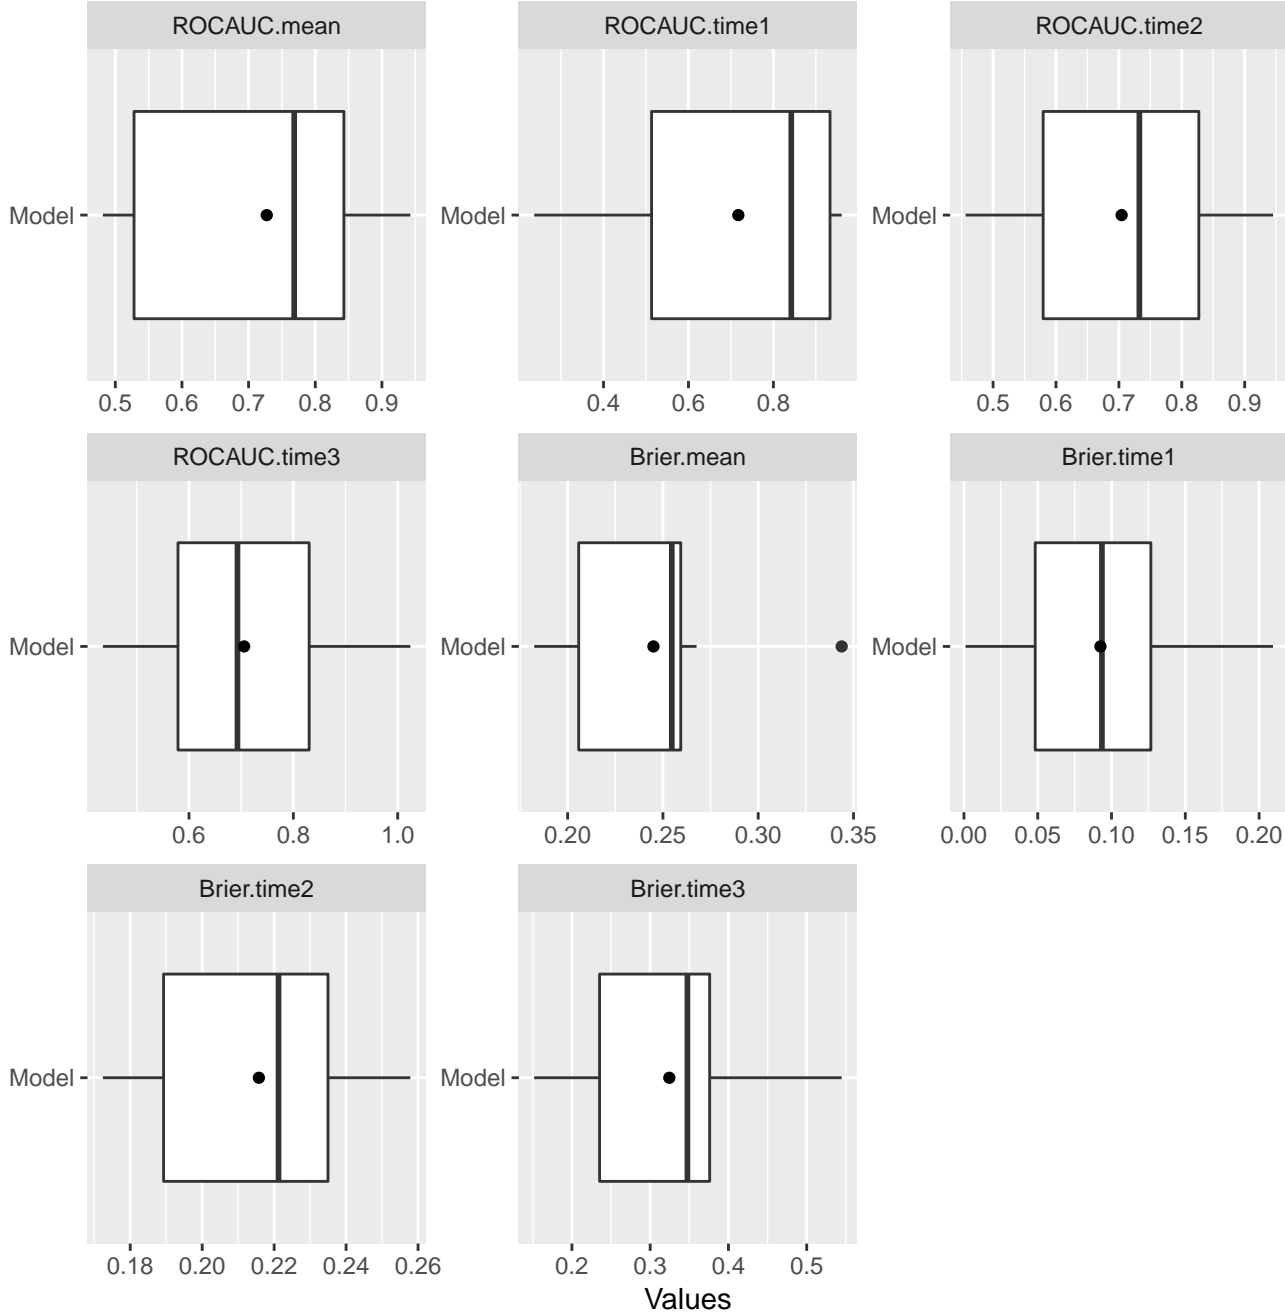 ROCAUC.mean
ROCAUC.time1
ROCAUC.time2
Model
Model
Model
0.5 0.6 0.7 0.8 0.9
0.4 0.6 0.8
0.5 0.6 0.7 0.8 0.9
ROCAUC.time3
Brier.mean
Brier.time1
Model
Model
Model
0.6 0.8 1.0
0.20 0.25 0.30 0.35
0.00 0.05 0.10 0.15 0.20
Brier.time2
Brier.time3
Model
Model
0.18 0.20 0.22 0.24 0.26
0.2 0.3 0.4 0.5
Values